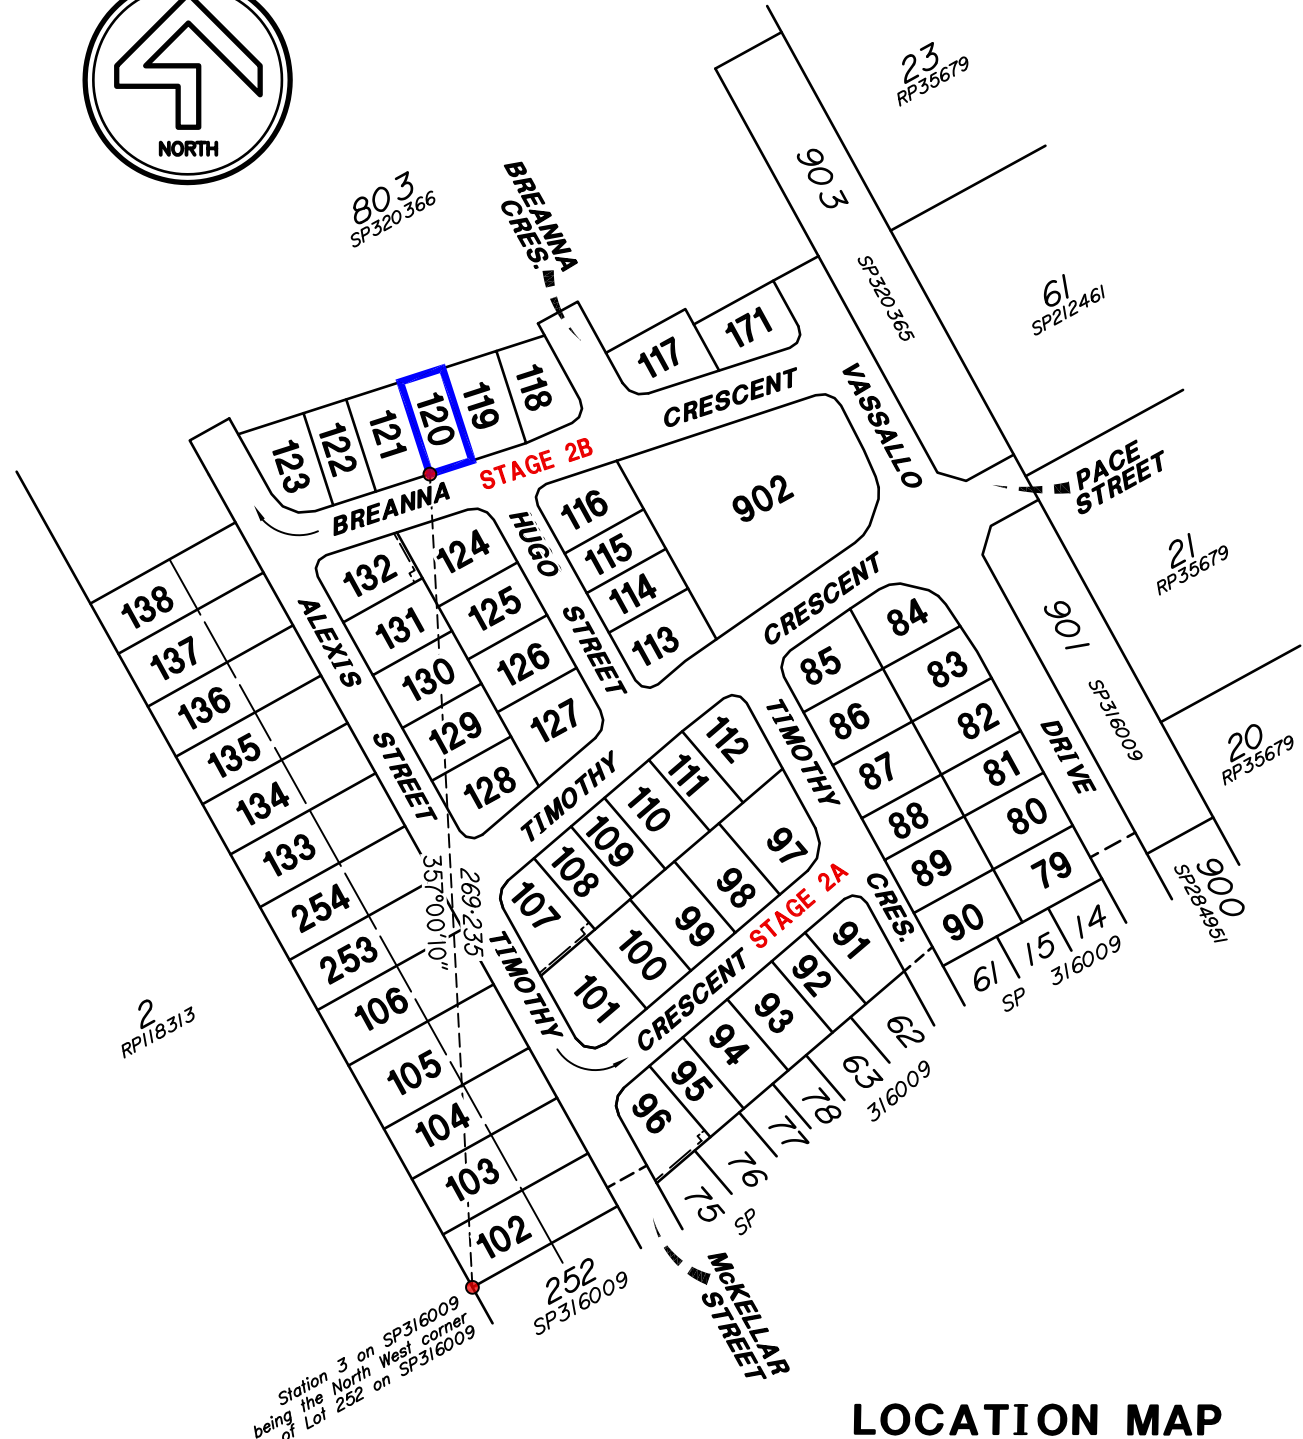 NORTH
23
RP35679
803
SP320366
BREANNA
CRES.
903
SP320365
61
SP212461
117
171
118
119
120
121
122
123
CRESCENT
VASSALLO
STAGE 2B
BREANNA
902
PACE
STREET
21
RP35679
HUGO
STREET
116
115
114
113
132
124
131
125
130
126
129
127
128
ALEXIS
STREET
138
137
136
135
134
133
254
253
106
105
104
103
102
CRESCENT
TIMOTHY
84
85
83
86
82
87
81
88
80
89
79
90
901
SP316009
DRIVE
20
RP35679
900
SP284951
TIMOTHY
CRES.
112
111
110
109
108
107
97
98
99
100
101
STAGE 2A
CRESCENT
TIMOTHY
357°00'10"
269·235
91
92
93
94
95
96
61
15
14
SP 316009
62
63
78
77
76
75
SP 316009
2
RP118313
252
SP316009
McKELLAR
STREET
Station 3 on SP316009
being the North West corner
of Lot 252 on SP316009
LOCATION MAP